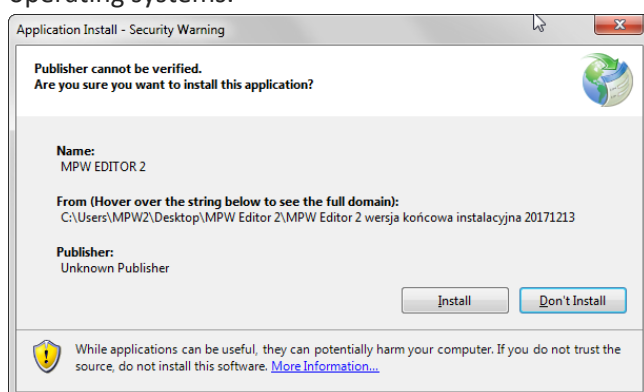 operating systems.
Application Install - Security Warning
Publisher cannot be verified.
Are you sure you want to install this application?
Name:
MPW EDITOR 2
From (Hover over the string below to see the full domain):
C:\Users\MPW2\Desktop\MPW Editor 2\MPW Editor 2 wersja końcowa instalacyjna 20171213
Publisher:
Unknown Publisher
Install
Don't Install
While applications can be useful, they can potentially harm your computer. If you do not trust the
source, do not install this software. More Information...